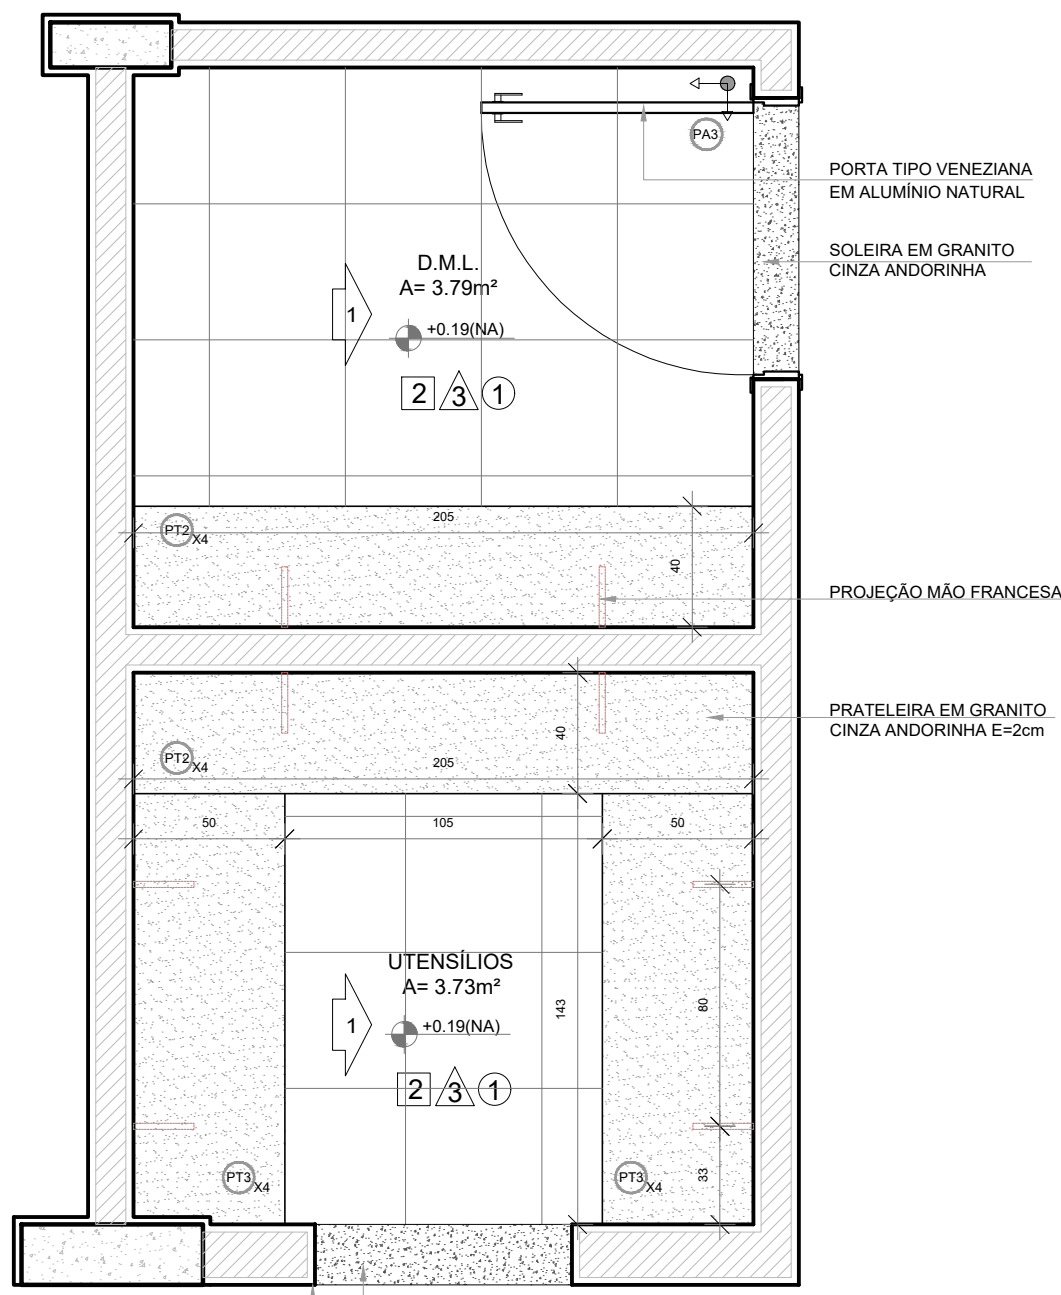 PA3
PORTA TIPO VENEZIANA
EM ALUMÍNIO NATURAL
SOLEIRA EM GRANITO
CINZA ANDORINHA
D.M.L.
A= 3.79m²
1
+0.19(NA)
2 3 1
PT2 X4
205
40
PROJEÇÃO MÃO FRANCESA
PRATELEIRA EM GRANITO
CINZA ANDORINHA E=2cm
40
PT2 X4
205
50 105 50
UTENSÍLIOS
A= 3.73m²
1
+0.19(NA)
143
80
2 3 1
PT3 X4
PT3 X4
33